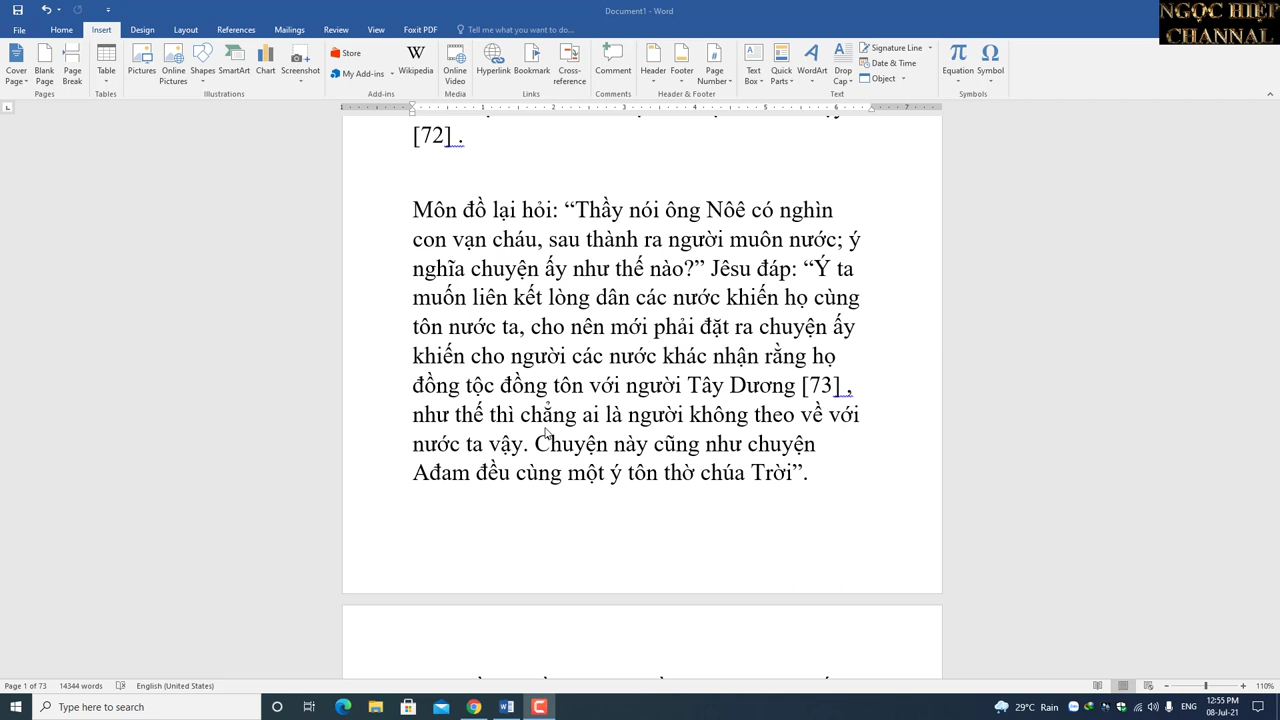 Document1 - Word
NGỌC HIỆP
CHANNEL
File Home Insert Design Layout References Mailings Review View Foxit PDF Tell me what you want to do...
Cover Page
Blank Page
Page Break
Table
Pictures
Online Pictures
Shapes
SmartArt
Chart
Screenshot
Store
My Add-ins
Wikipedia
Online Video
Hyperlink
Bookmark
Cross-reference
Comment
Header
Footer
Page Number
Text Box
Quick Parts
WordArt
Drop Cap
Signature Line
Date & Time
Object
Equation
Symbol
Pages Tables Illustrations Add-ins Media Links Comments Header & Footer Text Symbols
1 1 2 3 4 5 6 7
[72] .
Môn đồ lại hỏi: “Thầy nói ông Nôê có nghìn
con vạn cháu, sau thành ra người muôn nước; ý
nghĩa chuyện ấy như thế nào?” Jêsu đáp: “Ý ta
muốn liên kết lòng dân các nước khiến họ cùng
tôn nước ta, cho nên mới phải đặt ra chuyện ấy
khiến cho người các nước khác nhận rằng họ
đồng tộc đồng tôn với người Tây Dương [73] ,
như thế thì chẳng ai là người không theo về với
nước ta vậy. Chuyện này cũng như chuyện
Ađam đều cùng một ý tôn thờ chúa Trời”.
Page 1 of 73 14344 words English (United States) 110%
Type here to search
29°C Rain ENG 12:55 PM
08-Jul-21